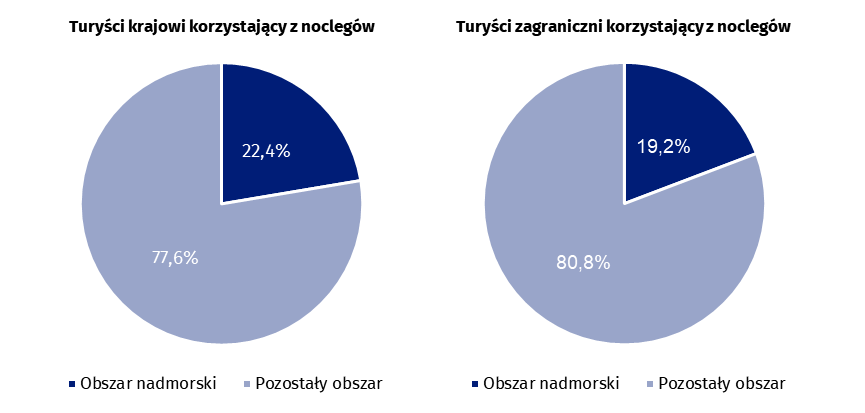 Turyści krajowi korzystający z noclegów
22,4%
77,6%
Obszar nadmorski
Pozostały obszar
Turyści zagraniczni korzystający z noclegów
19,2%
80,8%
Obszar nadmorski
Pozostały obszar